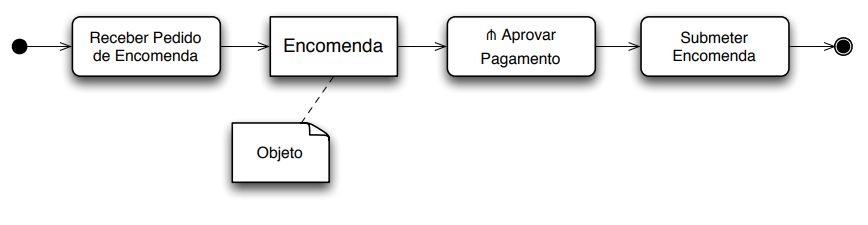 Receber Pedido
de Encomenda
Encomenda
⋔ Aprovar
Pagamento
Submeter
Encomenda
Objeto